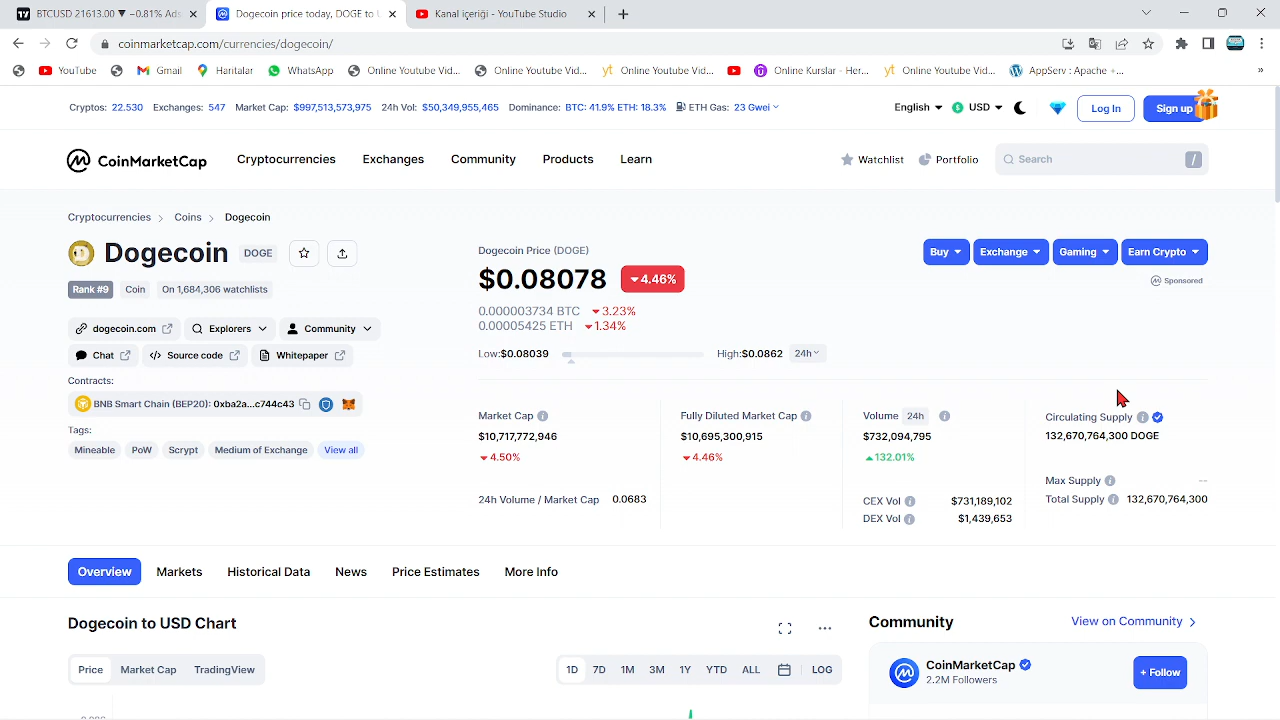 BTCUSD 21613.00 ▼ −0.81% Ads
Dogecoin price today, DOGE to U
Kanal içeriği - YouTube Studio
coinmarketcap.com/currencies/dogecoin/
YouTube
Gmail
Haritalar
WhatsApp
Online Youtube Vid...
Online Youtube Vid...
Online Youtube Vid...
Online Kurslar - Her...
Online Youtube Vid...
AppServ : Apache +...
»
Cryptos: 22.530 Exchanges: 547 Market Cap: $997,513,573,975 24h Vol: $50,349,955,465 Dominance: BTC: 41.9% ETH: 18.3% ETH Gas: 23 Gwei
English USD Log In Sign up
CoinMarketCap Cryptocurrencies Exchanges Community Products Learn Watchlist Portfolio Search /
Cryptocurrencies > Coins > Dogecoin
Dogecoin DOGE
Rank #9 Coin On 1,684,306 watchlists
dogecoin.com Explorers Community
Chat Source code Whitepaper
Contracts:
BNB Smart Chain (BEP20): 0xba2a...c744c43
Tags:
Mineable PoW Scrypt Medium of Exchange View all
Dogecoin Price (DOGE)
$0.08078 4.46%
0.000003734 BTC 3.23%
0.00005425 ETH 1.34%
Low:$0.08039 High:$0.0862 24h
Buy Exchange Gaming Earn Crypto
Sponsored
Market Cap
$10,717,772,946
4.50%
24h Volume / Market Cap 0.0683
Fully Diluted Market Cap
$10,695,300,915
4.46%
Volume 24h
$732,094,795
132.01%
CEX Vol $731,189,102
DEX Vol $1,439,653
Circulating Supply
132,670,764,300 DOGE
Max Supply --
Total Supply 132,670,764,300
Overview Markets Historical Data News Price Estimates More Info
Dogecoin to USD Chart
Price Market Cap TradingView
1D 7D 1M 3M 1Y YTD ALL LOG
Community View on Community
CoinMarketCap
2.2M Followers
+ Follow